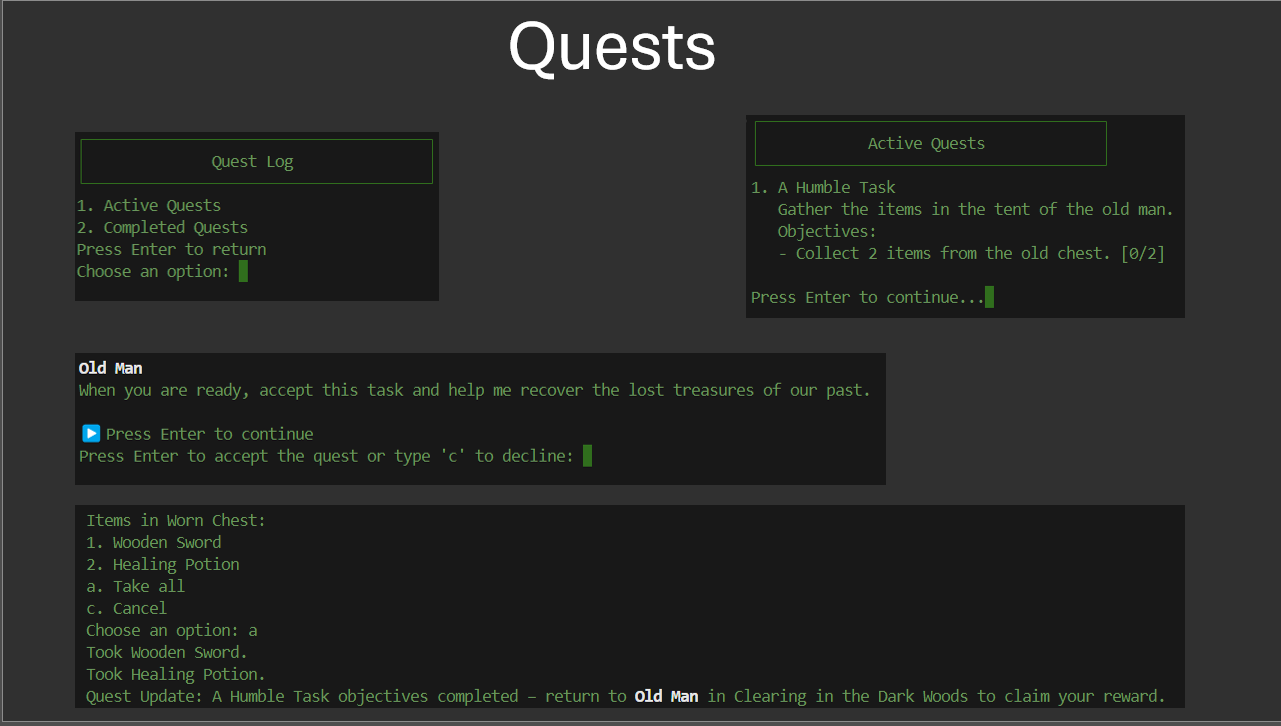 Quests
Quest Log
1. Active Quests
2. Completed Quests
Press Enter to return
Choose an option:
Active Quests
1. A Humble Task
Gather the items in the tent of the old man.
Objectives:
- Collect 2 items from the old chest. [0/2]
Press Enter to continue...
Old Man
When you are ready, accept this task and help me recover the lost treasures of our past.
Press Enter to continue
Press Enter to accept the quest or type 'c' to decline:
Items in Worn Chest:
1. Wooden Sword
2. Healing Potion
a. Take all
c. Cancel
Choose an option: a
Took Wooden Sword.
Took Healing Potion.
Quest Update: A Humble Task objectives completed – return to Old Man in Clearing in the Dark Woods to claim your reward.